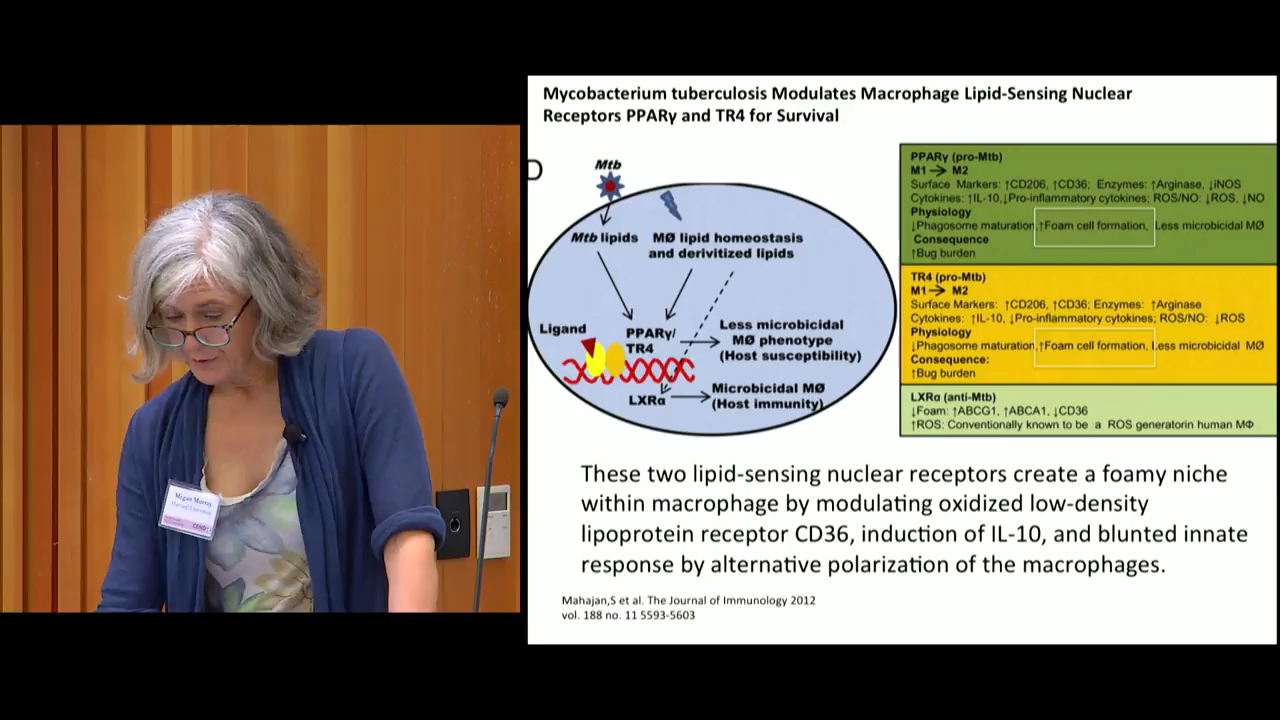 Mycobacterium tuberculosis Modulates Macrophage Lipid-Sensing Nuclear
Receptors PPARγ and TR4 for Survival
D
Mtb
Mtb lipids
MØ lipid homeostasis
and derivitized lipids
Ligand
PPARγ/
TR4
Less microbicidal
MØ phenotype
(Host susceptibility)
LXRα
Microbicidal MØ
(Host immunity)
PPARγ (pro-Mtb)
M1→ M2
Surface Markers: ↑CD206, ↑CD36; Enzymes: ↑Arginase, ↓iNOS
Cytokines: ↑IL-10,↓Pro-inflammatory cytokines; ROS/NO: ↓ROS, ↓NO
Physiology
↓Phagosome maturation,↑Foam cell formation, Less microbicidal MØ
Consequence
↑Bug burden
TR4 (pro-Mtb)
M1→ M2
Surface Markers: ↑CD206, ↑CD36; Enzymes: ↑Arginase
Cytokines: ↑IL-10, ↓Pro-inflammatory cytokines; ROS/NO: ↓ROS
Physiology
↓Phagosome maturation,↑Foam cell formation, Less microbicidal MØ
Consequence:
↑Bug burden
LXRα (anti-Mtb)
↓Foam: ↑ABCG1, ↑ABCA1, ↓CD36
↑ROS: Conventionally known to be a ROS generatorin human MΦ
These two lipid-sensing nuclear receptors create a foamy niche
within macrophage by modulating oxidized low-density
lipoprotein receptor CD36, induction of IL-10, and blunted innate
response by alternative polarization of the macrophages.
Mahajan,S et al. The Journal of Immunology 2012
vol. 188 no. 11 5593-5603
Megan Murray
Harvard University